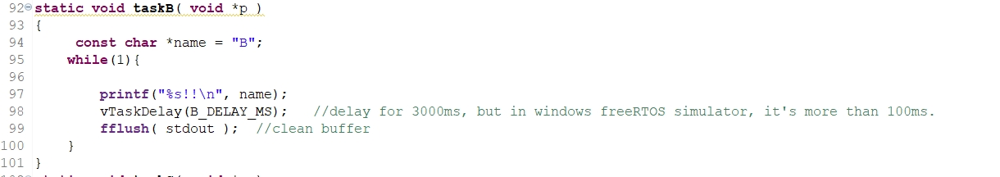 92 static void taskB( void *p )
93 {
94 const char *name = "B";
95 while(1){
96
97 printf("%s!!\n", name);
98 vTaskDelay(B_DELAY_MS); //delay for 3000ms, but in windows freeRTOS simulator, it's more than 100ms.
99 fflush( stdout ); //clean buffer
100 }
101 }